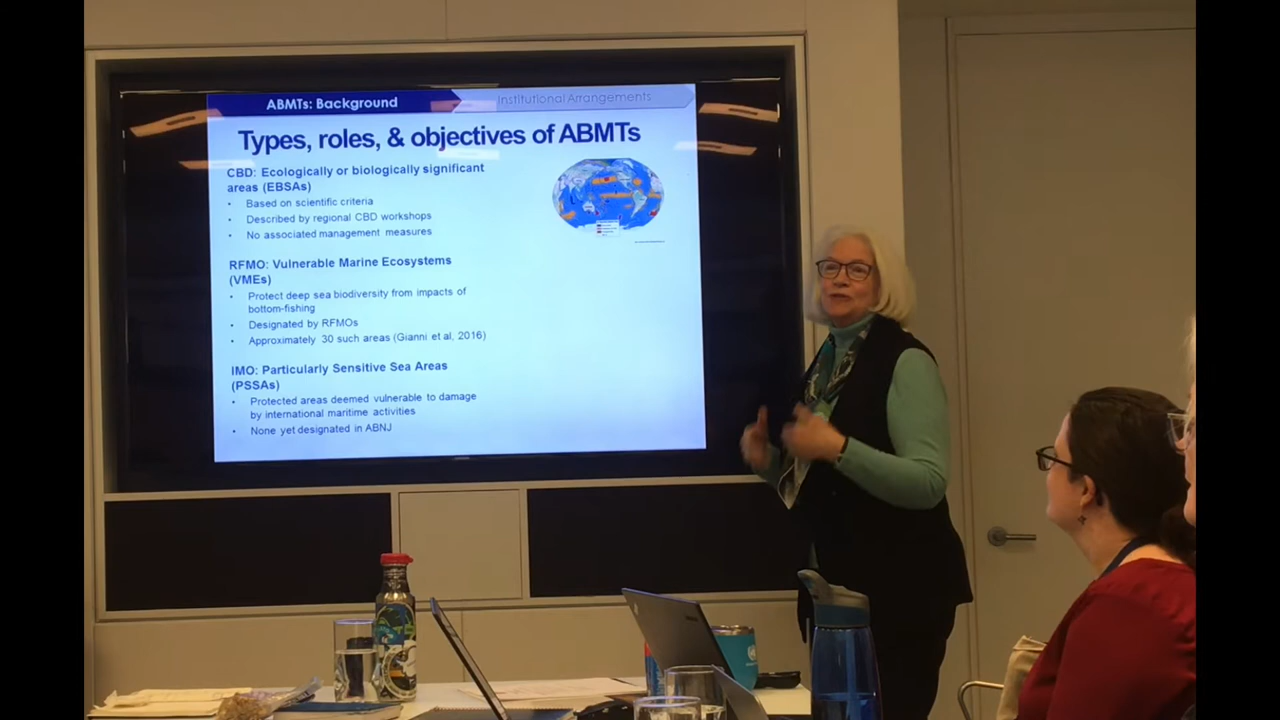 ABMTs: Background
Institutional Arrangements
Types, roles, & objectives of ABMTs
CBD: Ecologically or biologically significant
areas (EBSAs)
• Based on scientific criteria
• Described by regional CBD workshops
• No associated management measures
RFMO: Vulnerable Marine Ecosystems
(VMEs)
• Protect deep sea biodiversity from impacts of
bottom-fishing
• Designated by RFMOs
• Approximately 30 such areas (Gianni et al, 2016)
IMO: Particularly Sensitive Sea Areas
(PSSAs)
• Protected areas deemed vulnerable to damage
by international maritime activities
• None yet designated in ABNJ